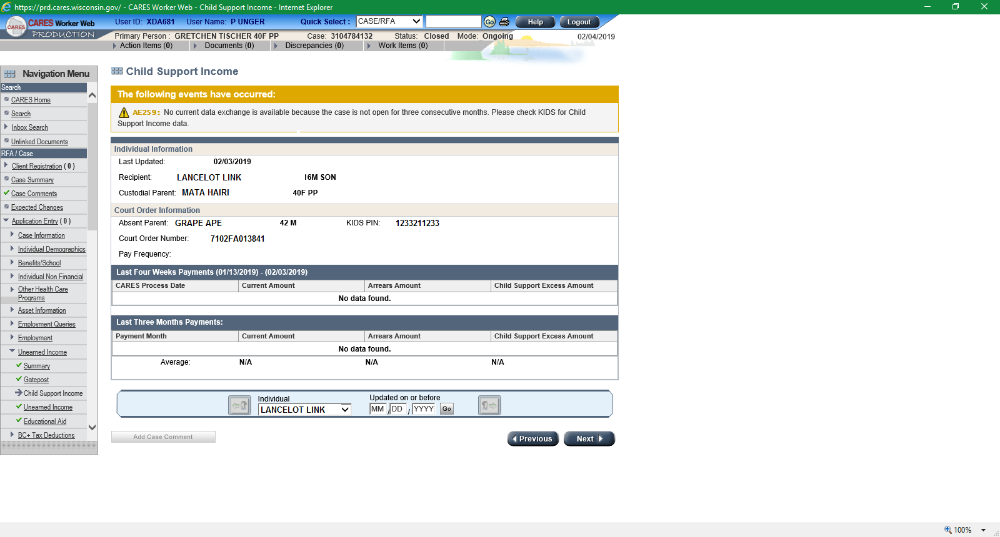 https://prd.cares.wisconsin.gov/ - CARES Worker Web - Child Support Income - Internet Explorer
CARES CARES Worker Web
PRODUCTION
User ID: XDA681 User Name: P UNGER Quick Select : CASE/RFA Go Help Logout
Primary Person : GRETCHEN TISCHER 40F PP Case: 3104784132 Status: Closed Mode: Ongoing 02/04/2019
Action Items (0) Documents (0) Discrepancies (0) Work Items (0)
Navigation Menu
Search
CARES Home
Search
Inbox Search
Unlinked Documents
RFA / Case
Client Registration ( 0 )
Case Summary
Case Comments
Expected Changes
Application Entry ( 0 )
Case Information
Individual Demographics
Benefits/School
Individual Non Financial
Other Health Care
Programs
Asset Information
Employment Queries
Employment
Unearned Income
Summary
Gatepost
Child Support Income
Unearned Income
Educational Aid
BC+ Tax Deductions
Child Support Income
The following events have occurred:
AE259: No current data exchange is available because the case is not open for three consecutive months. Please check KIDS for Child
Support Income data.
Individual Information
Last Updated: 02/03/2019
Recipient: LANCELOT LINK I6M SON
Custodial Parent: MATA HAIRI 40F PP
Court Order Information
Absent Parent: GRAPE APE 42 M KIDS PIN: 1233211233
Court Order Number: 7102FA013841
Pay Frequency:
Last Four Weeks Payments (01/13/2019) - (02/03/2019)
CARES Process Date Current Amount Arrears Amount Child Support Excess Amount
No data found.
Last Three Months Payments:
Payment Month Current Amount Arrears Amount Child Support Excess Amount
No data found.
Average: N/A N/A N/A
Individual Updated on or before
LANCELOT LINK MM / DD / YYYY Go
Add Case Comment Previous Next
100%